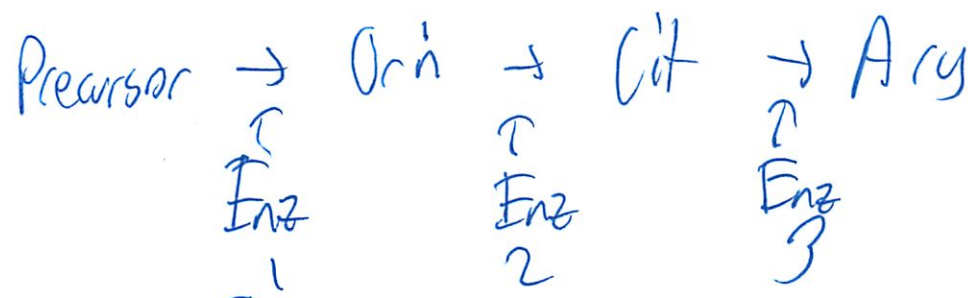 Precursor → Orn → Cit → Arg
↑ ↑ ↑
Enz Enz Enz
1 2 3